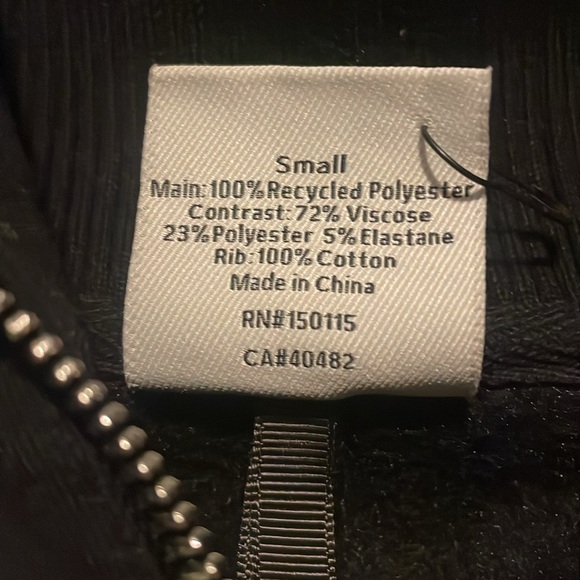 Small
Main:100%Recycled Polyester
Contrast:72% Viscose
23%Polyester 5%Elastane
Rib:100%Cotton
Made in China
RN#150115
CA#40482